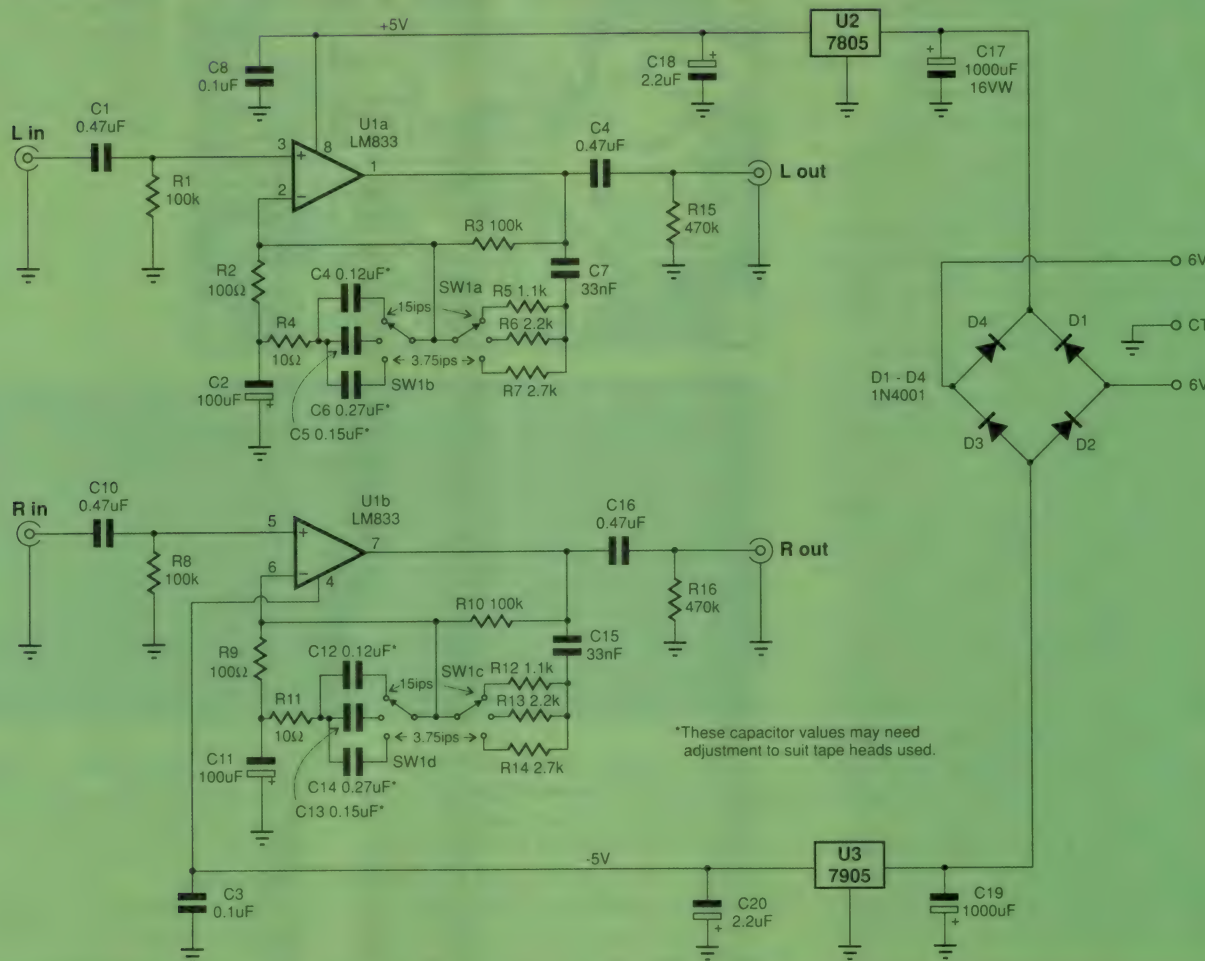 +5V
U2
7805
C8
0.1uF
C18
2.2uF
C17
1000uF
16VW
C1
0.47uF
U1a
LM833
C4
0.47uF
L in
3
8
1
2
L out
R1
100k
R15
470k
R3 100k
R2
100Ω
C4 0.12uF*
SW1a
C7
33nF
R5 1.1k
15ips
R4
10Ω
R6 2.2k
3.75ips
R7 2.7k
SW1b
C2
100uF
+
C6 0.27uF*
C5 0.15uF*
6V
CT
6V
D4
D1
D1 - D4
1N4001
D3
D2
C10
0.47uF
U1b
LM833
C16
0.47uF
R in
5
7
6
4
R out
R8
100k
R16
470k
R10 100k
R9
100Ω
C12 0.12uF*
SW1c
C15
33nF
R12 1.1k
15ips
R11
10Ω
R13 2.2k
3.75ips
R14 2.7k
SW1d
C11
100uF
+
C14 0.27uF*
C13 0.15uF*
*These capacitor values may need
adjustment to suit tape heads used.
-5V
U3
7905
C3
0.1uF
C20
2.2uF
+
C19
1000uF
+